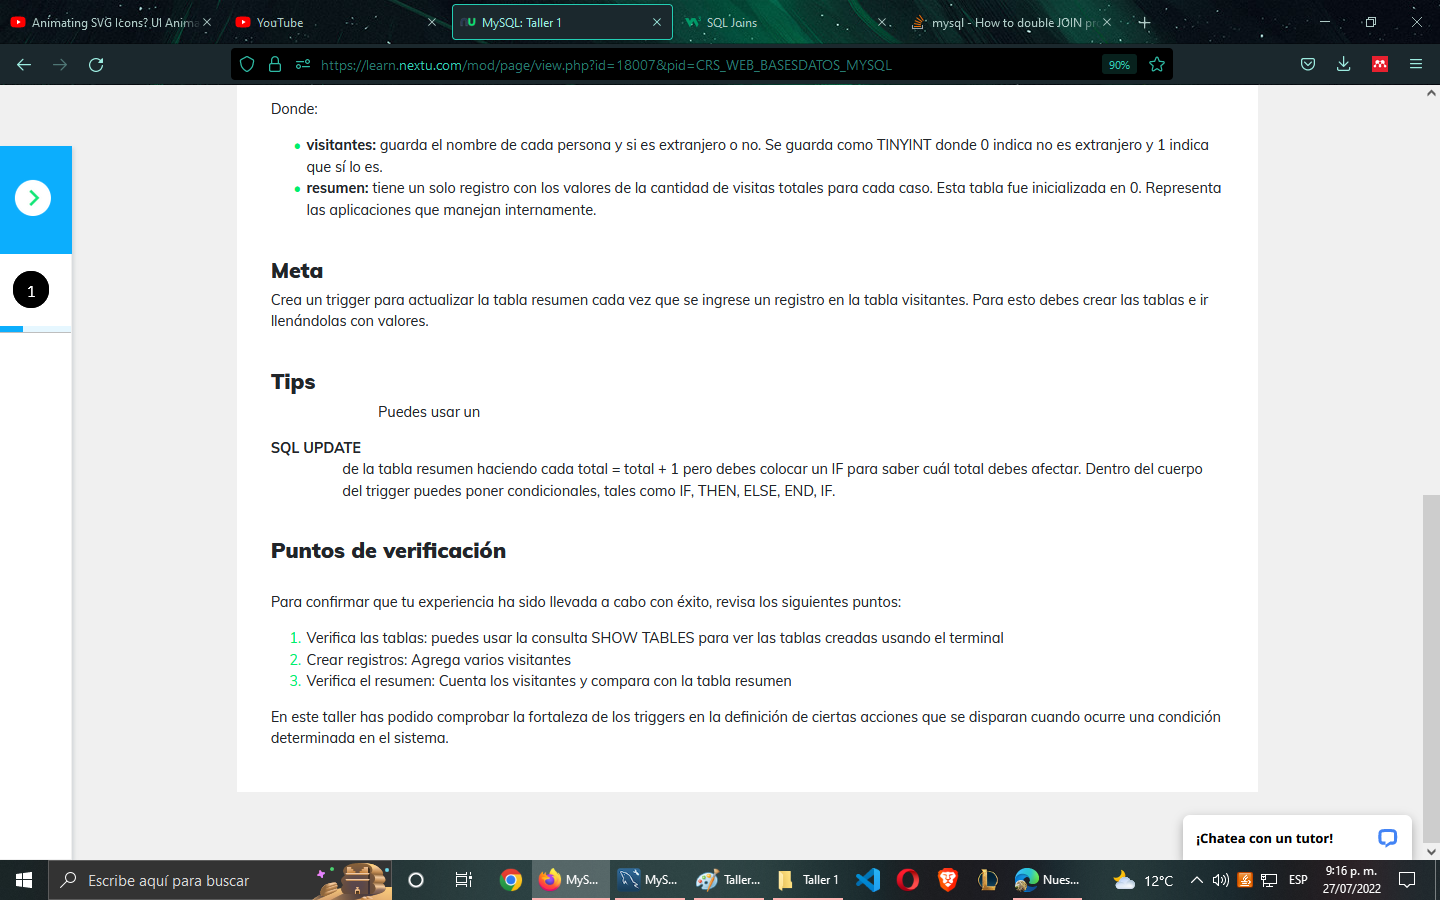 Animating SVG Icons? UI Anima
YouTube
MySQL: Taller 1
SQL Joins
mysql - How to double JOIN pr
https://learn.nextu.com/mod/page/view.php?id=18007&pid=CRS_WEB_BASESDATOS_MYSQL
90%
Donde:
visitantes: guarda el nombre de cada persona y si es extranjero o no. Se guarda como TINYINT donde 0 indica no es extranjero y 1 indica
que sí lo es.
resumen: tiene un solo registro con los valores de la cantidad de visitas totales para cada caso. Esta tabla fue inicializada en 0. Representa
las aplicaciones que manejan internamente.
1
Meta
Crea un trigger para actualizar la tabla resumen cada vez que se ingrese un registro en la tabla visitantes. Para esto debes crear las tablas e ir
llenándolas con valores.
Tips
Puedes usar un
SQL UPDATE
de la tabla resumen haciendo cada total = total + 1 pero debes colocar un IF para saber cuál total debes afectar. Dentro del cuerpo
del trigger puedes poner condicionales, tales como IF, THEN, ELSE, END, IF.
Puntos de verificación
Para confirmar que tu experiencia ha sido llevada a cabo con éxito, revisa los siguientes puntos:
1. Verifica las tablas: puedes usar la consulta SHOW TABLES para ver las tablas creadas usando el terminal
2. Crear registros: Agrega varios visitantes
3. Verifica el resumen: Cuenta los visitantes y compara con la tabla resumen
En este taller has podido comprobar la fortaleza de los triggers en la definición de ciertas acciones que se disparan cuando ocurre una condición
determinada en el sistema.
¡Chatea con un tutor!
Escribe aquí para buscar
MyS...
MyS...
Taller...
Taller 1
Nues...
12°C
ESP
9:16 p. m.
27/07/2022